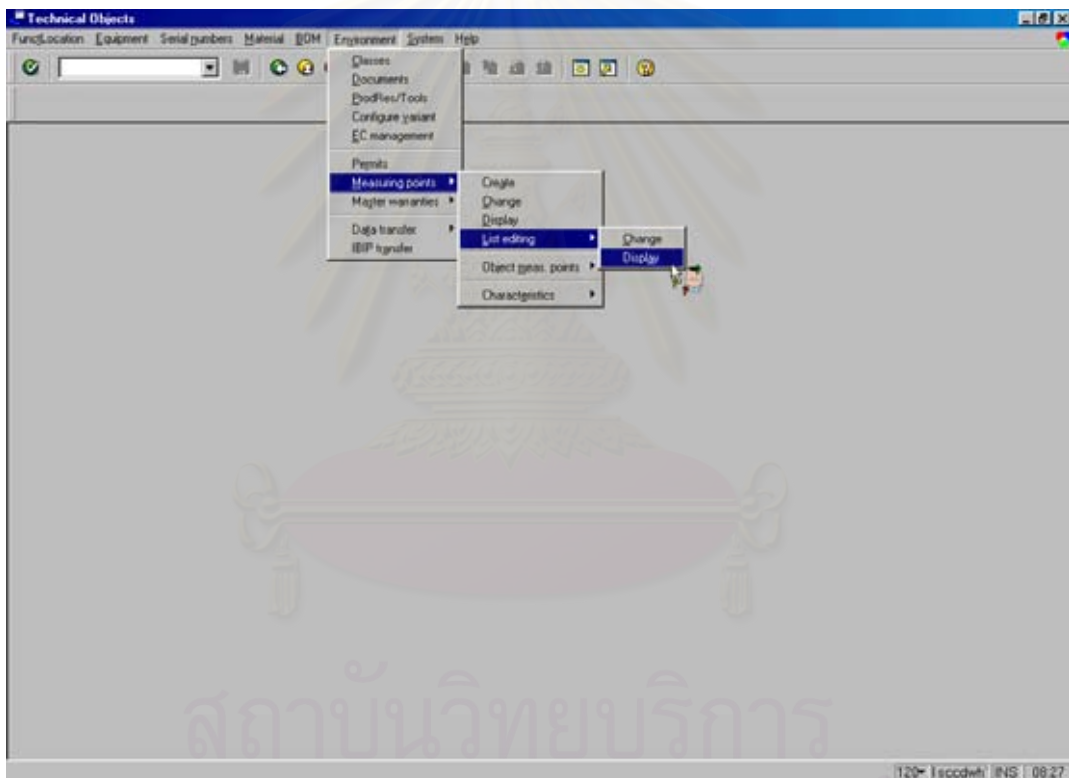 Technical Objects
FunctLocation Equipment Serial numbers Material BOM Environment System Help
Classes
Documents
ProdRes/Tools
Configure variant
EC management
Permits
Measuring points
Master warranties
Data transfer
IBIP transfer
Create
Change
Display
List editing
Object meas. points
Characteristics
Change
Display
สถาบันวิทยบริการ
120 sccdwh INS 08:27